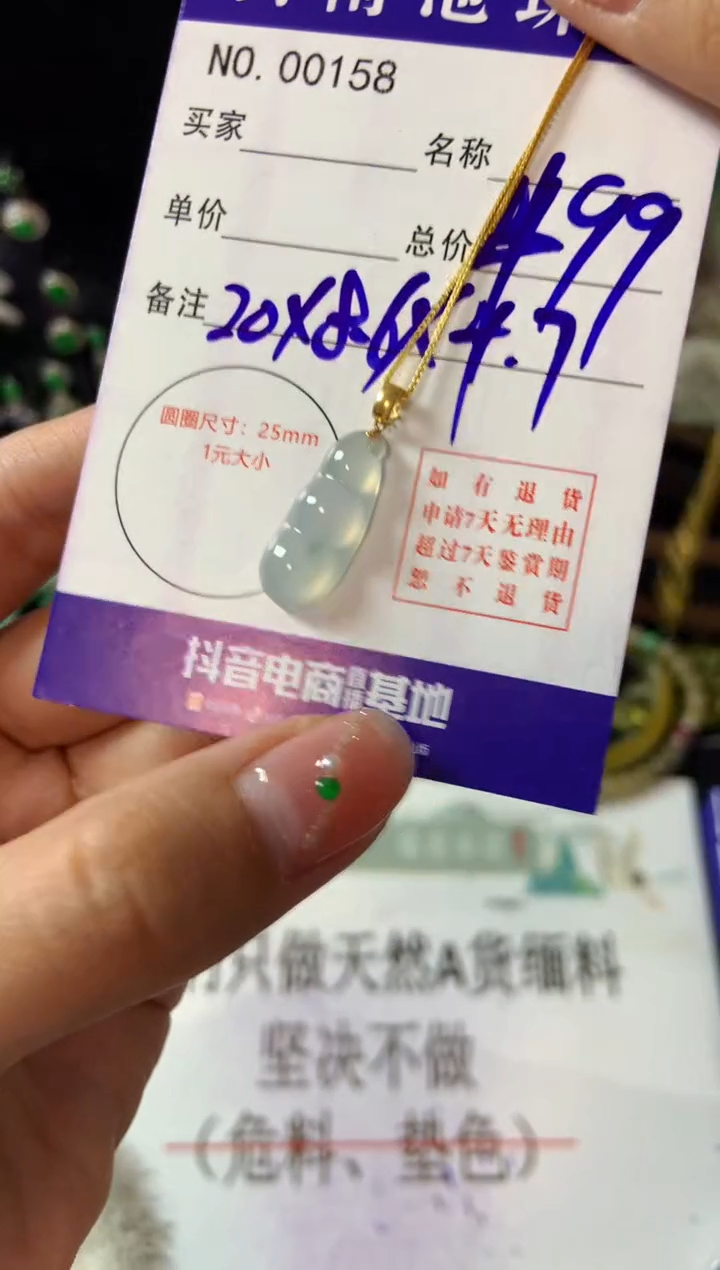 NO. 00158
买家 名称
单价 总价 ¥99
备注 20X8.6X4.7
圆圈尺寸：25mm
1元大小
如有退货
申请7天无理由
超过7天鉴赏期
恕不退货
抖音电商直播基地
只做天然A货缅料
坚决不做
（危料、垫色）